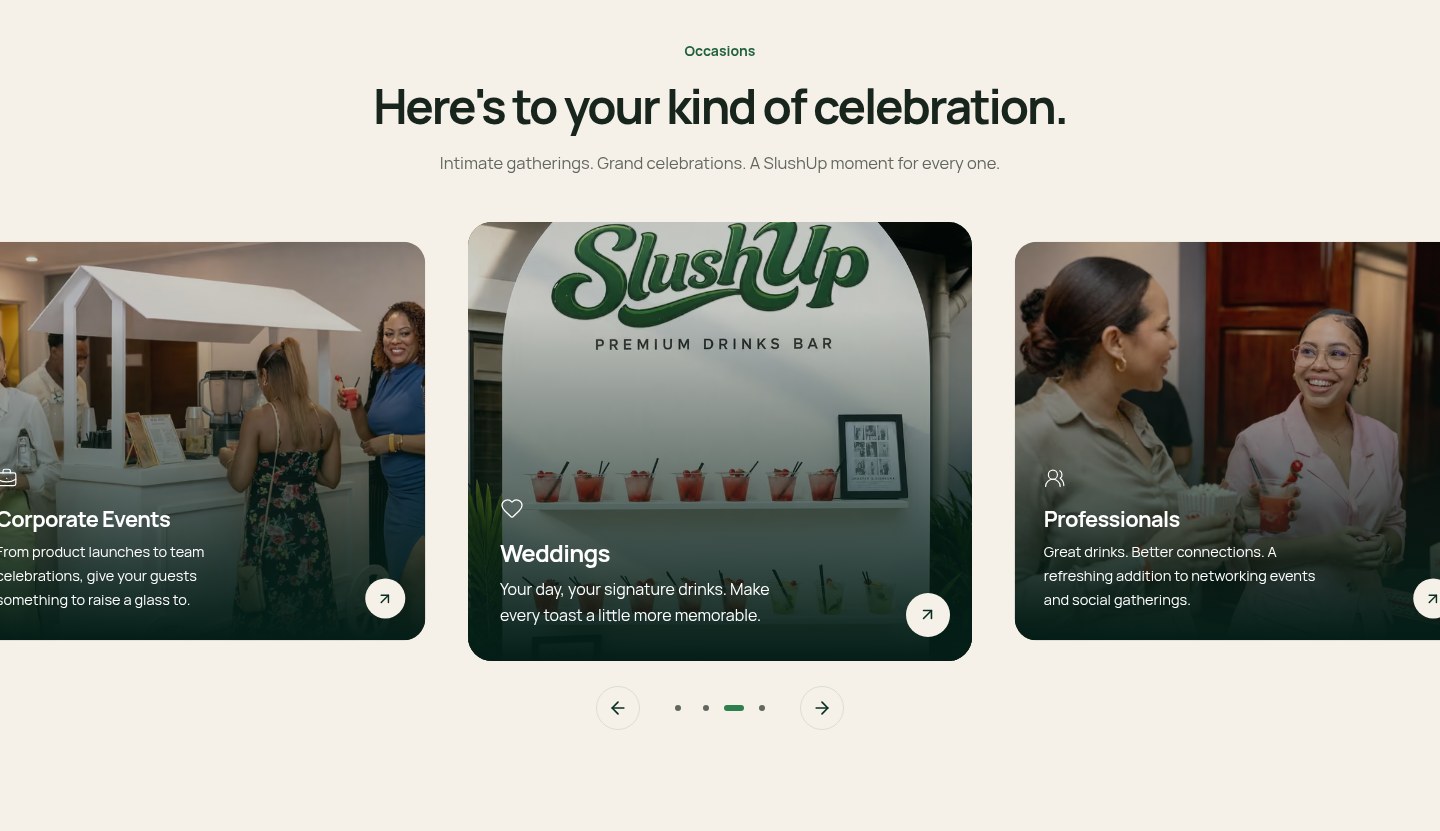 Occasions
Here's to your kind of celebration.
Intimate gatherings. Grand celebrations. A SlushUp moment for every one.
Corporate Events
From product launches to team
celebrations, give your guests
something to raise a glass to.
SlushUp
PREMIUM DRINKS BAR
Weddings
Your day, your signature drinks. Make
every toast a little more memorable.
Professionals
Great drinks. Better connections. A
refreshing addition to networking events
and social gatherings.